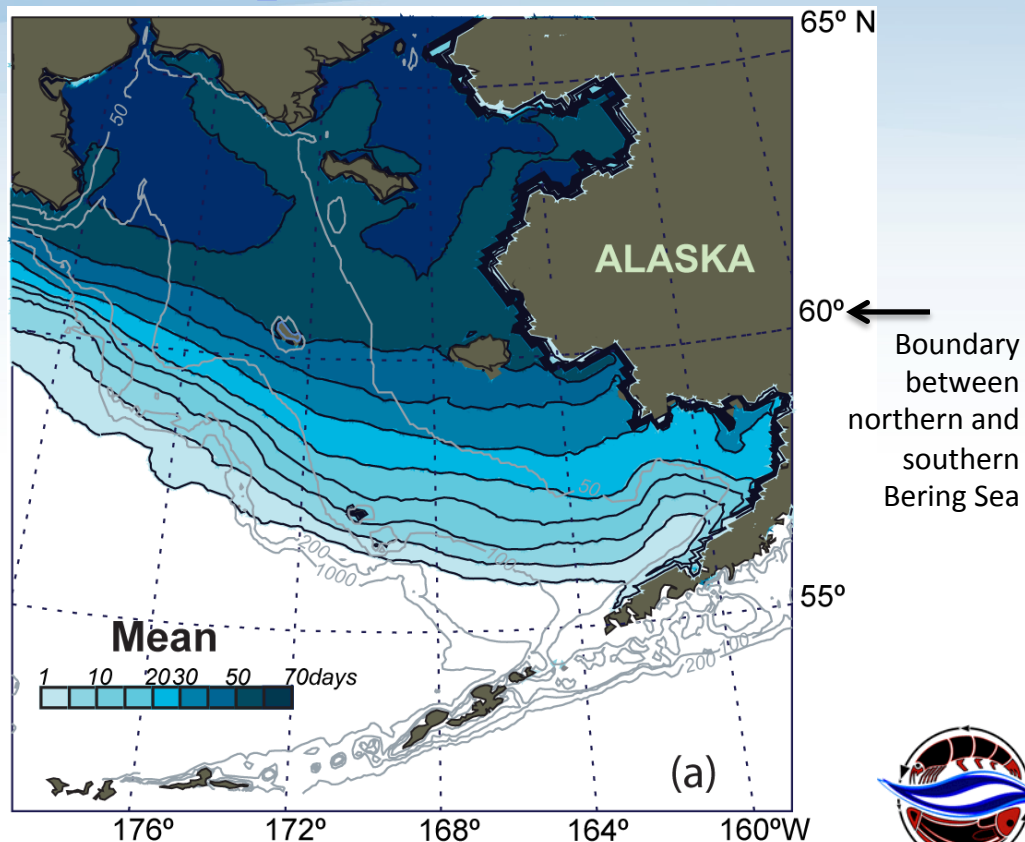 65º N
50
ALASKA
60º
Boundary
between
northern and
southern
Bering Sea
50
200
1000
100
55º
Mean
1 10 20 30 50 70days
200 100
(a)
176º 172º 168º 164º 160ºW